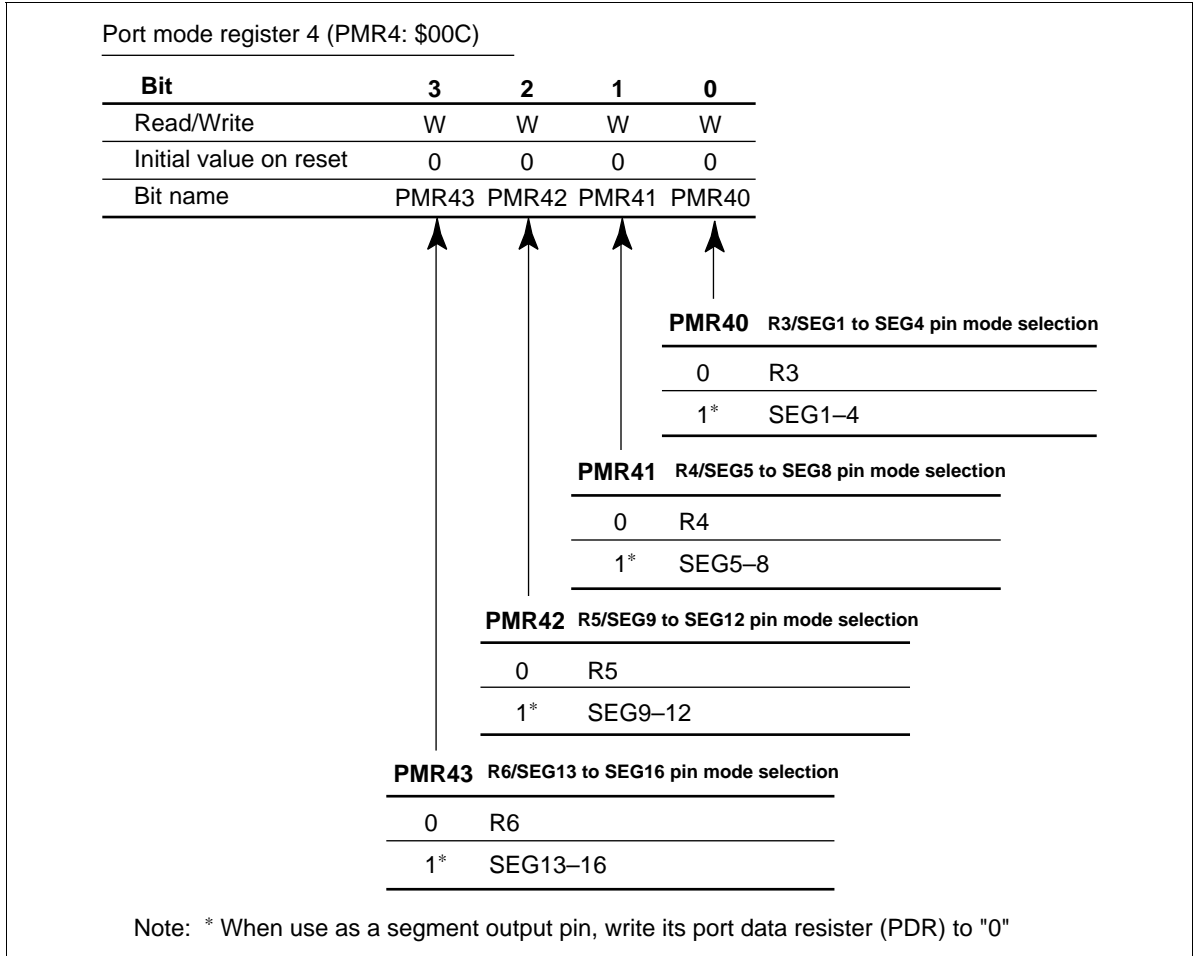 Port mode register 4 (PMR4: $00C)
Bit 3 2 1 0
Read/Write W W W W
Initial value on reset 0 0 0 0
Bit name PMR43 PMR42 PMR41 PMR40
PMR40 R3/SEG1 to SEG4 pin mode selection
0 R3
1* SEG1–4
PMR41 R4/SEG5 to SEG8 pin mode selection
0 R4
1* SEG5–8
PMR42 R5/SEG9 to SEG12 pin mode selection
0 R5
1* SEG9–12
PMR43 R6/SEG13 to SEG16 pin mode selection
0 R6
1* SEG13–16
Note: * When use as a segment output pin, write its port data resister (PDR) to "0"